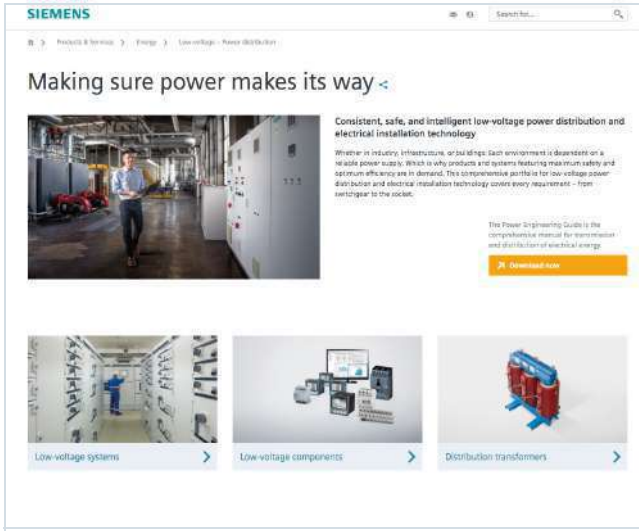 SIEMENS
Search for...
Products & Services > Energy > Low-voltage – Power distribution
Making sure power makes its way
Consistent, safe, and intelligent low-voltage power distribution and
electrical installation technology
Whether in industry, infrastructure, or buildings: Each environment is dependent on a
reliable power supply. Which is why products and systems featuring maximum safety and
optimum efficiency are in demand. This comprehensive portfolio for low-voltage power
distribution and electrical installation technology covers every requirement – from
switchgear to the socket.
The Power Engineering Guide is the
comprehensive manual for transmission
and distribution of electrical energy.
Download now
Low-voltage systems
Low-voltage components
Distribution transformers